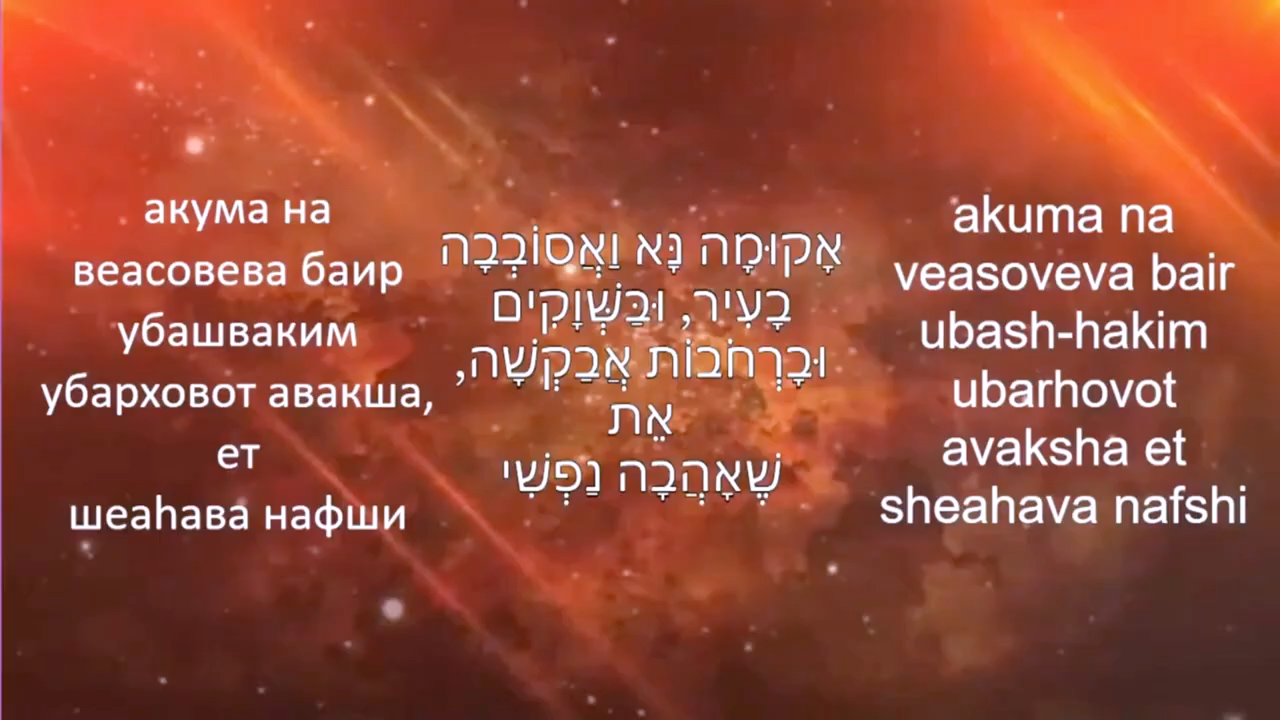 акума на
веасовева баир
убашваким
убарховот авакша,
ет
шеаһава нафши
אָקוּמָה נָּא וַאֲסוֹבְבָה
בָעִיר, וּבַּשְּׁוָקִים
וּבָרְחֹבוֹת אֲבַקְשָׁה,
אֵת
שֶׁאָהֲבָה נַפְשִׁי
akuma na
veasoveva bair
ubash-hakim
ubarhovot
avaksha et
sheahava nafshi